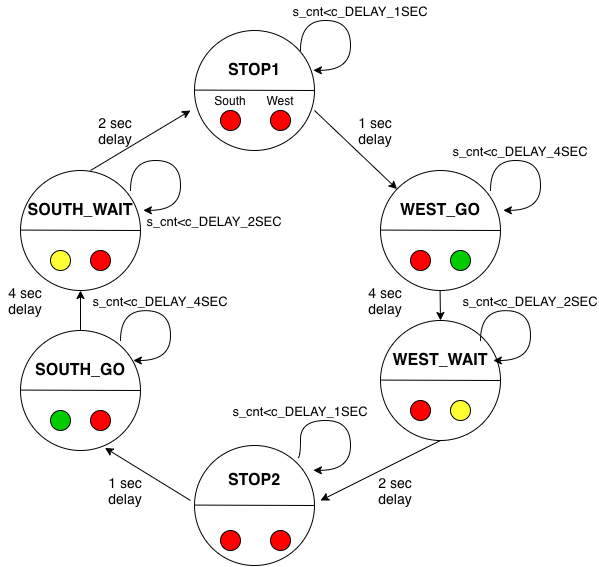 s_cnt<c_DELAY_1SEC
STOP1
South West
2 sec
delay
1 sec
delay
s_cnt<c_DELAY_4SEC
SOUTH_WAIT
s_cnt<c_DELAY_2SEC
WEST_GO
4 sec
delay
s_cnt<c_DELAY_4SEC
4 sec
delay
s_cnt<c_DELAY_2SEC
SOUTH_GO
WEST_WAIT
s_cnt<c_DELAY_1SEC
STOP2
1 sec
delay
2 sec
delay